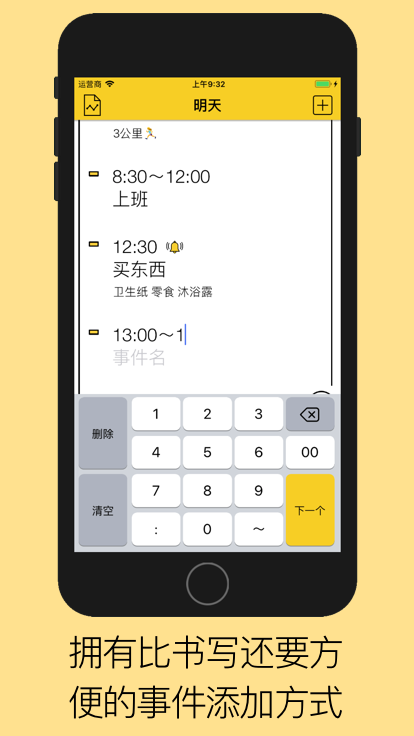 运营商 上午9:32
明天
3公里🏃
8:30～12:00
上班
12:30
买东西
卫生纸 零食 沐浴露
13:00～1
事件名
删除 1 2 3
4 5 6 00
清空 7 8 9 下一个
: 0 ～
拥有比书写还要方
便的事件添加方式